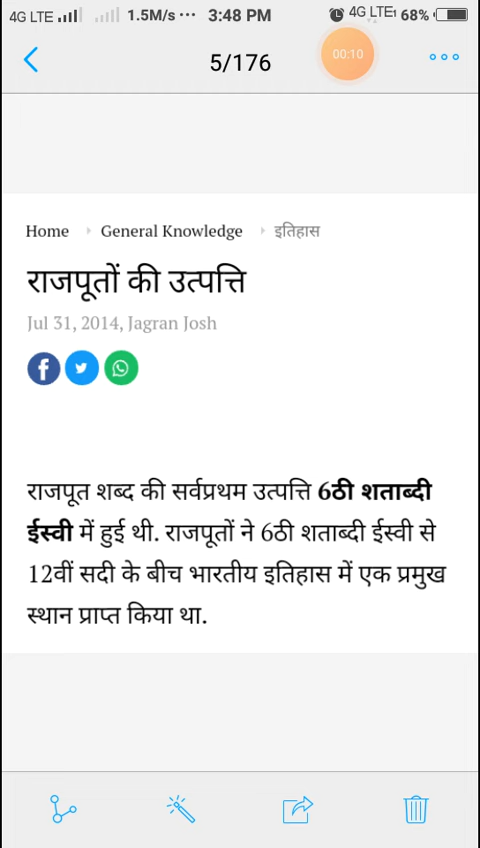 4G LTE 1.5M/s ··· 3:48 PM 4G LTE 68%
5/176 00:10
Home General Knowledge इतिहास
राजपूतों की उत्पत्ति
Jul 31, 2014, Jagran Josh
राजपूत शब्द की सर्वप्रथम उत्पत्ति 6ठी शताब्दी
ईस्वी में हुई थी. राजपूतों ने 6ठी शताब्दी ईस्वी से
12वीं सदी के बीच भारतीय इतिहास में एक प्रमुख
स्थान प्राप्त किया था.